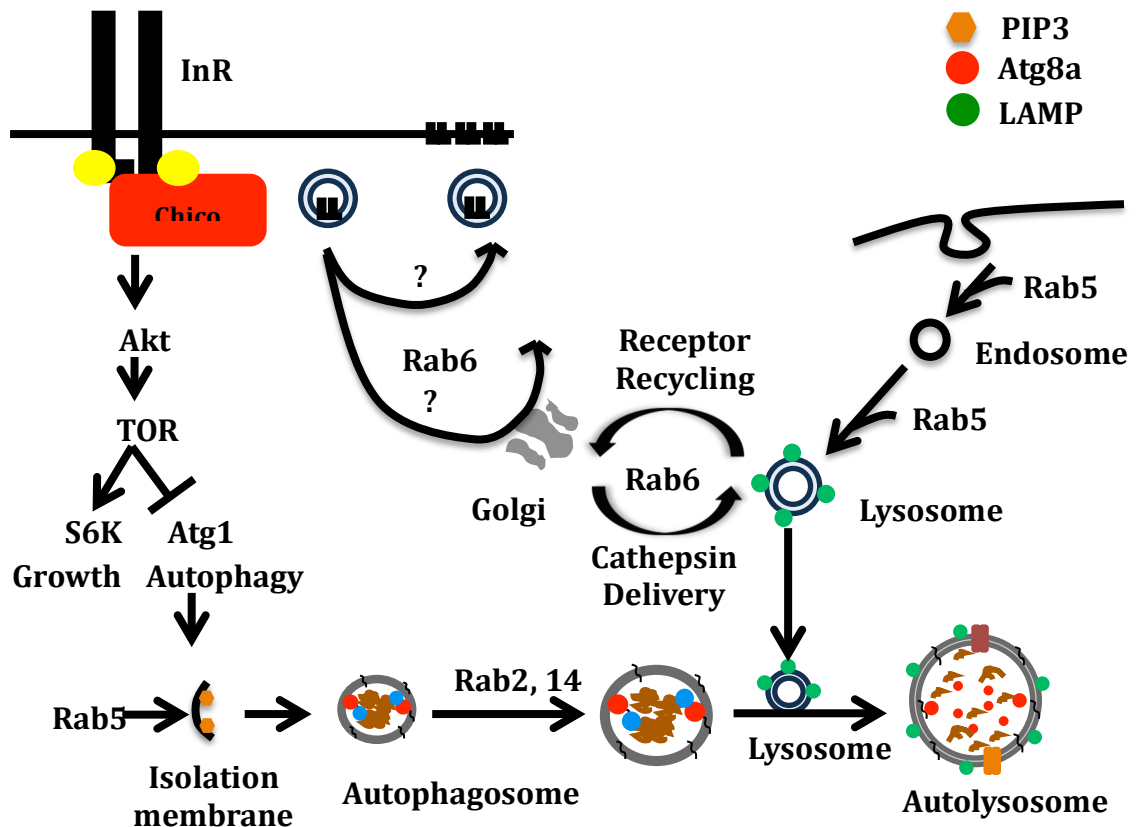 PIP3
Atg8a
LAMP
InR
Chico
?
Rab6
?
Akt
TOR
S6K
Growth
Atg1
Autophagy
Receptor
Recycling
Rab6
Cathepsin
Delivery
Golgi
Rab5
Endosome
Rab5
Lysosome
Rab5
Isolation
membrane
Autophagosome
Rab2, 14
Lysosome
Autolysosome